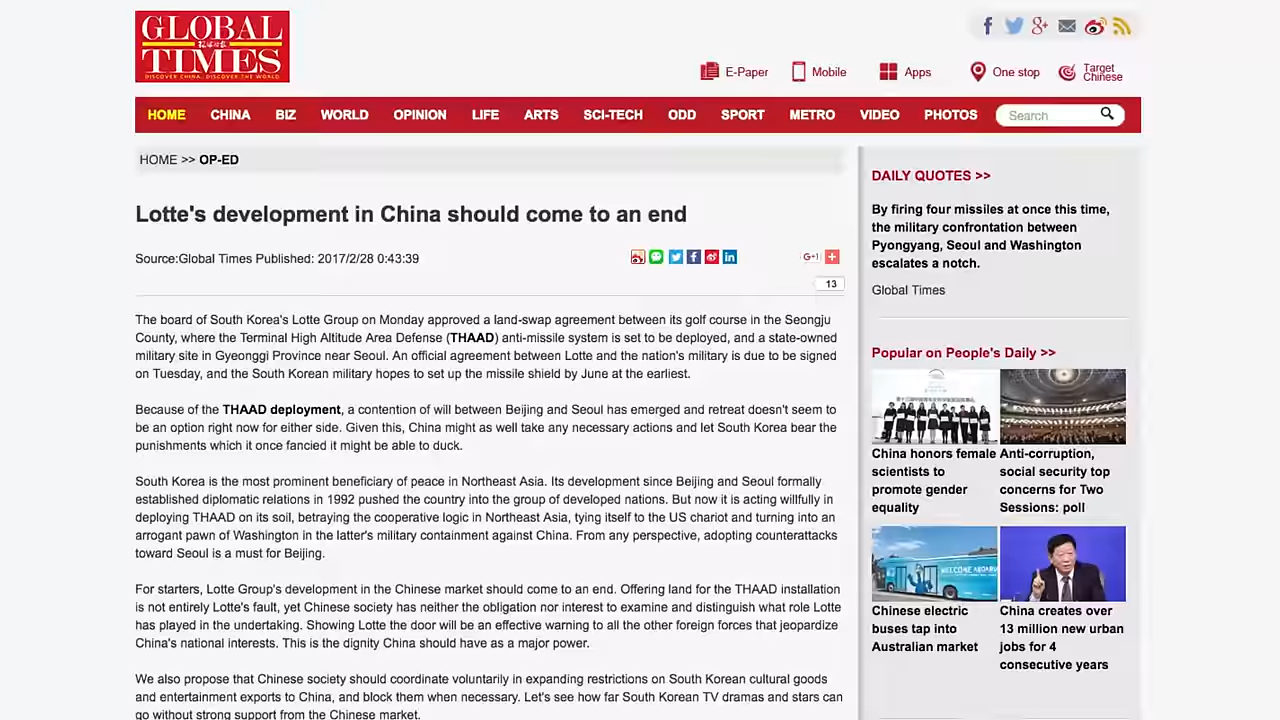 GLOBAL
TIMES
DISCOVER CHINA, DISCOVER THE WORLD
E-Paper
Mobile
Apps
One stop
Target
Chinese
HOME CHINA BIZ WORLD OPINION LIFE ARTS SCI-TECH ODD SPORT METRO VIDEO PHOTOS Search
HOME >> OP-ED
Lotte's development in China should come to an end
Source:Global Times Published: 2017/2/28 0:43:39
G+1
13
The board of South Korea's Lotte Group on Monday approved a land-swap agreement between its golf course in the Seongju
County, where the Terminal High Altitude Area Defense (THAAD) anti-missile system is set to be deployed, and a state-owned
military site in Gyeonggi Province near Seoul. An official agreement between Lotte and the nation's military is due to be signed
on Tuesday, and the South Korean military hopes to set up the missile shield by June at the earliest.
Because of the THAAD deployment, a contention of will between Beijing and Seoul has emerged and retreat doesn't seem to
be an option right now for either side. Given this, China might as well take any necessary actions and let South Korea bear the
punishments which it once fancied it might be able to duck.
South Korea is the most prominent beneficiary of peace in Northeast Asia. Its development since Beijing and Seoul formally
established diplomatic relations in 1992 pushed the country into the group of developed nations. But now it is acting willfully in
deploying THAAD on its soil, betraying the cooperative logic in Northeast Asia, tying itself to the US chariot and turning into an
arrogant pawn of Washington in the latter's military containment against China. From any perspective, adopting counterattacks
toward Seoul is a must for Beijing.
For starters, Lotte Group's development in the Chinese market should come to an end. Offering land for the THAAD installation
is not entirely Lotte's fault, yet Chinese society has neither the obligation nor interest to examine and distinguish what role Lotte
has played in the undertaking. Showing Lotte the door will be an effective warning to all the other foreign forces that jeopardize
China's national interests. This is the dignity China should have as a major power.
We also propose that Chinese society should coordinate voluntarily in expanding restrictions on South Korean cultural goods
and entertainment exports to China, and block them when necessary. Let's see how far South Korean TV dramas and stars can
go without strong support from the Chinese market.
DAILY QUOTES >>
By firing four missiles at once this time,
the military confrontation between
Pyongyang, Seoul and Washington
escalates a notch.
Global Times
Popular on People's Daily >>
China honors female
scientists to
promote gender
equality
Anti-corruption,
social security top
concerns for Two
Sessions: poll
WELCOME ABOARD
Chinese electric
buses tap into
Australian market
China creates over
13 million new urban
jobs for 4
consecutive years